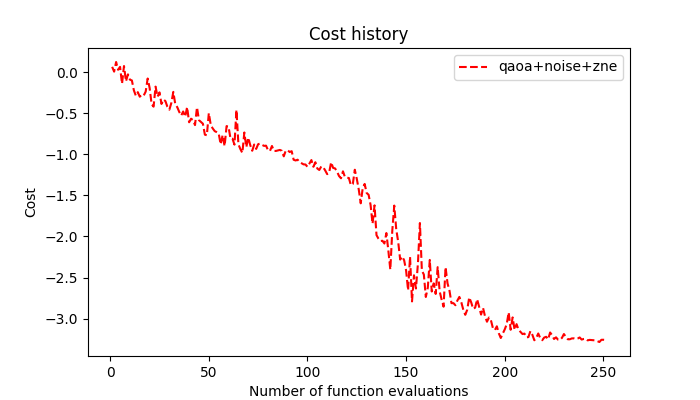 Cost history
qaoa+noise+zne
0.0
−0.5
−1.0
−1.5
−2.0
−2.5
−3.0
Cost
0 50 100 150 200 250
Number of function evaluations